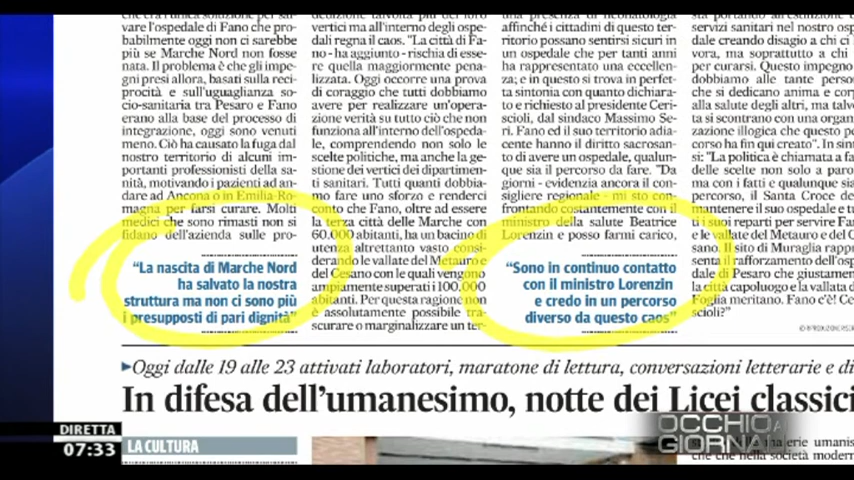 vare l'ospedale di Fano che pro-
babilmente oggi non ci sarebbe
più se Marche Nord non fosse
nata. Il problema è che gli impe-
gni presi allora, basati sulla reci-
procità e sull'uguaglianza so-
cio-sanitaria tra Pesaro e Fano
erano alla base del processo di
integrazione, oggi sono venuti
meno. Ciò ha causato la fuga dal
nostro territorio di alcuni im-
portanti professionisti della sa-
nità, motivando i pazienti ad an-
dare ad Ancona o in Emilia-Ro-
magna per farsi curare. Molti
medici che sono rimasti non si
fidano dell'azienda sulle pro-
"La nascita di Marche Nord
ha salvato la nostra
struttura ma non ci sono più
i presupposti di pari dignità"
vertici ma all'interno degli ospe-
dali regna il caos. "La città di Fa-
no - ha aggiunto - rischia di esse-
re quella maggiormente pena-
lizzata. Oggi occorre una prova
di coraggio che tutti dobbiamo
avere per realizzare un'opera-
zione verità su tutto ciò che non
funziona all'interno dell'ospeda-
le, comprendendo non solo le
scelte politiche, ma anche la ge-
stione dei vertici dei dipartimen-
ti sanitari. Tutti quanti dobbia-
mo fare uno sforzo e renderci
conto che Fano, oltre ad essere
la terza città delle Marche con
60.000 abitanti, ha un bacino di
utenza altrettanto vasto consi-
derando le vallate del Metauro e
del Cesano con le quali vengono
ampiamente superati i 100.000
abitanti. Per questa ragione non
è assolutamente possibile tra-
scurare o marginalizzare un ter-
una presenza di neonatologia
affinché i cittadini di questo ter-
ritorio possano sentirsi sicuri in
un ospedale che per tanti anni
ha rappresentato una eccellen-
za; e in questo si trova in perfet-
ta sintonia con quanto dichiara-
to e richiesto al presidente Ceri-
scioli, dal sindaco Massimo Se-
ri. Fano ed il suo territorio adia-
cente hanno il diritto sacrosan-
to di avere un ospedale, qualun-
que sia il percorso da fare. "Da
giorni - evidenzia ancora il con-
sigliere regionale - mi sto con-
frontando costantemente con il
ministro della salute Beatrice
Lorenzin e posso farmi carico,
"Sono in continuo contatto
con il ministro Lorenzin
e credo in un percorso
diverso da questo caos"
servizi sanitari nel nostro osp
dale creando disagio a chi ci
vora, ma soprattutto a chi
per curarsi. Questo impegno
dobbiamo alle tante person
che si dedicano anima e corp
alla salute degli altri, ma talvo
ta si scontrano con una organ
zazione illogica che questo pe
corso ha fin qui creato". In sint
si: "La politica è chiamata a fa
delle scelte non solo a paro
ma con i fatti e qualunque sia
percorso, il Santa Croce de
mantenere il suo ospedale e tu
ti i suoi reparti per servire Fan
e le vallate del Metauro e del C
sano. Il sito di Muraglia rappr
senta il rafforzamento dell'osp
dale di Pesaro che giustamen
la città capoluogo e la vallata d
Foglia meritano. Fano c'è! Ce
scioli?"
Oggi dalle 19 alle 23 attivati laboratori, maratone di lettura, conversazioni letterarie e di
In difesa dell'umanesimo, notte dei Licei classici
DIRETTA
07:33
LA CULTURA
OCCHIO AI
GIORNALI